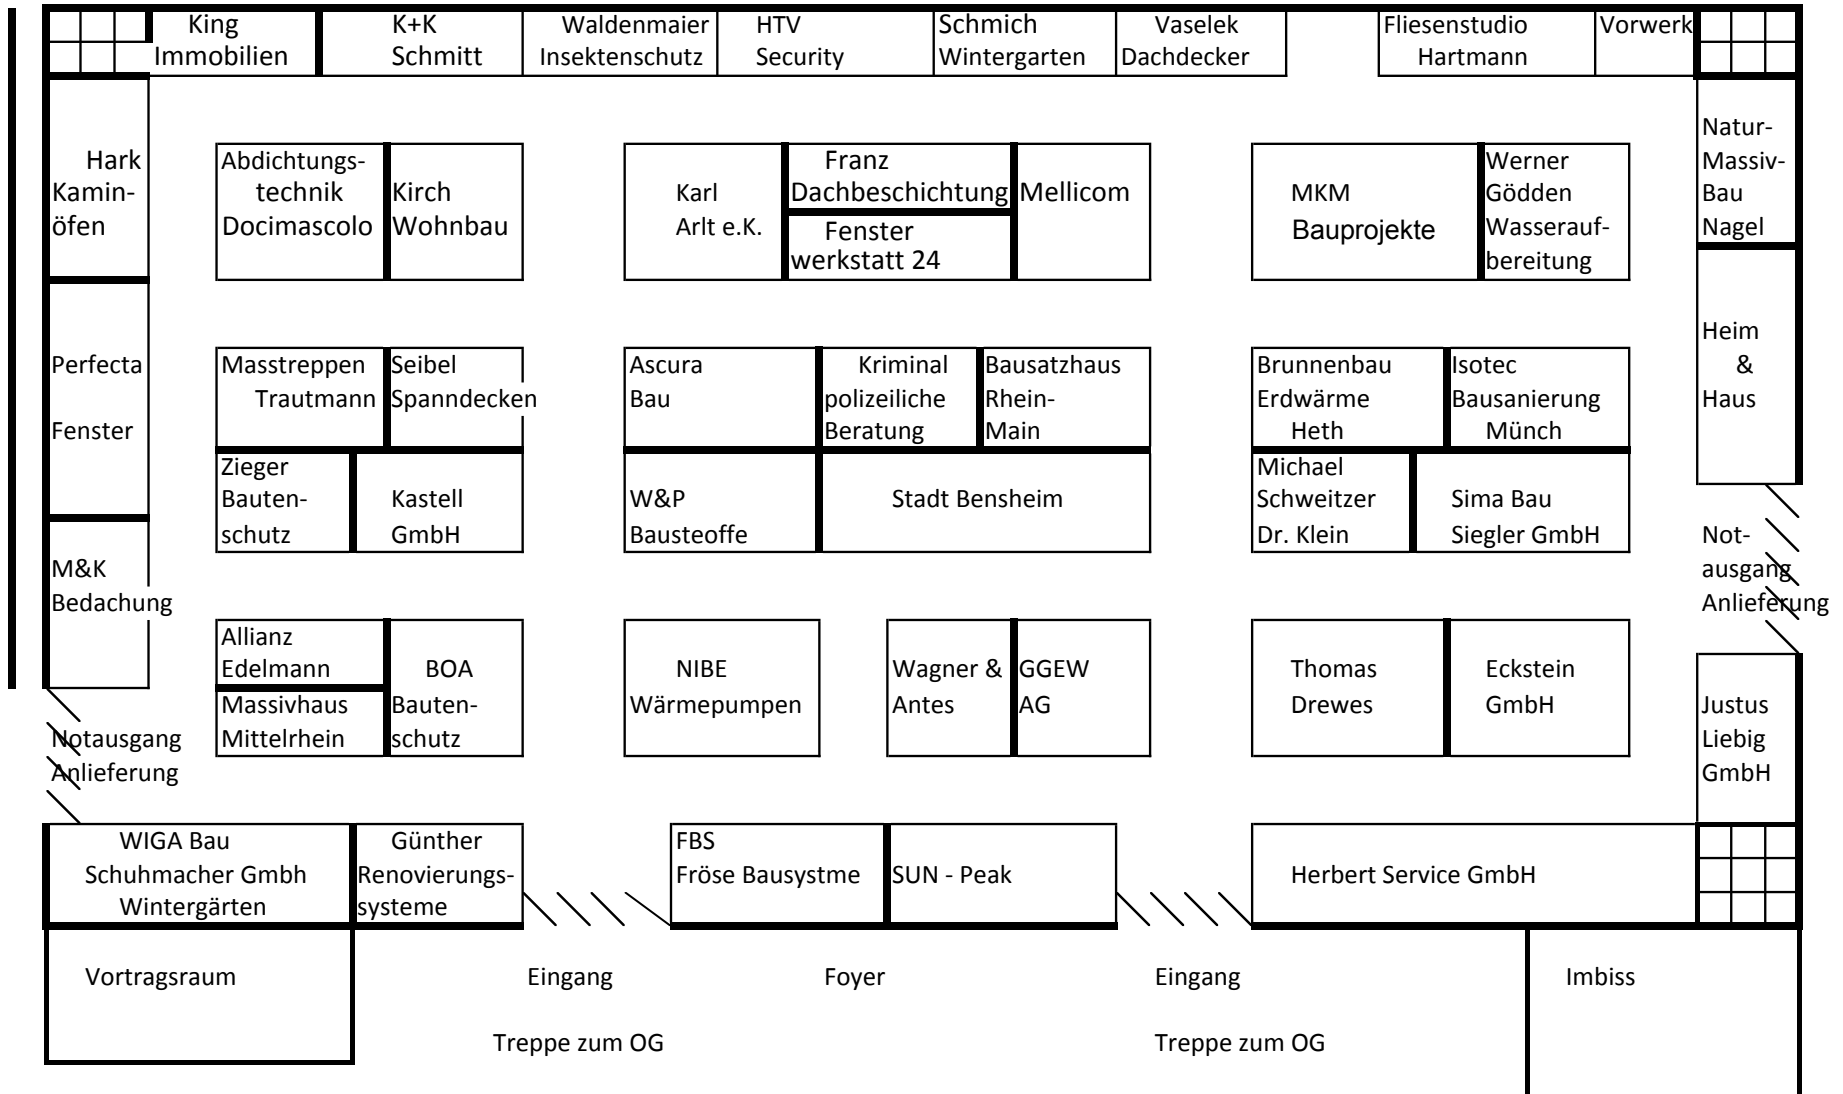 King
Immobilien
K+K
Schmitt
Waldenmaier
Insektenschutz
HTV
Security
Schmich
Wintergarten
Vaselek
Dachdecker
Fliesenstudio
Hartmann
Vorwerk
Hark
Kamin-
öfen
Abdichtungs-
technik
Docimascolo
Kirch
Wohnbau
Karl
Arlt e.K.
Franz
Dachbeschichtung
Fenster
werkstatt 24
Mellicom
MKM
Bauprojekte
Werner
Gödden
Wasserauf-
bereitung
Natur-
Massiv-
Bau
Nagel
Perfecta
Fenster
Masstreppen
Trautmann
Seibel
Spanndecken
Ascura
Bau
Kriminal
polizeiliche
Beratung
Bausatzhaus
Rhein-
Main
Brunnenbau
Erdwärme
Heth
Isotec
Bausanierung
Münch
Heim
&
Haus
Zieger
Bauten-
schutz
Kastell
GmbH
W&P
Bausteoffe
Stadt Bensheim
Michael
Schweitzer
Dr. Klein
Sima Bau
Siegler GmbH
Not-
ausgang
Anlieferung
M&K
Bedachung
Allianz
Edelmann
Massivhaus
Mittelrhein
BOA
Bauten-
schutz
NIBE
Wärmepumpen
Wagner &
Antes
GGEW
AG
Thomas
Drewes
Eckstein
GmbH
Justus
Liebig
GmbH
Notausgang
Anlieferung
WIGA Bau
Schuhmacher Gmbh
Wintergärten
Günther
Renovierungs-
systeme
FBS
Fröse Bausystme
SUN - Peak
Herbert Service GmbH
Vortragsraum
Eingang
Foyer
Eingang
Imbiss
Treppe zum OG
Treppe zum OG